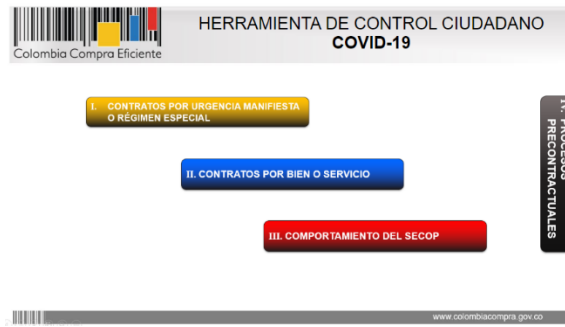 Colombia Compra Eficiente
HERRAMIENTA DE CONTROL CIUDADANO
COVID-19
I. CONTRATOS POR URGENCIA MANIFIESTA
O RÉGIMEN ESPECIAL
II. CONTRATOS POR BIEN O SERVICIO
III. COMPORTAMIENTO DEL SECOP
IV. PROCESOS
PRECONTRACTUALES
www.colombiacompra.gov.co